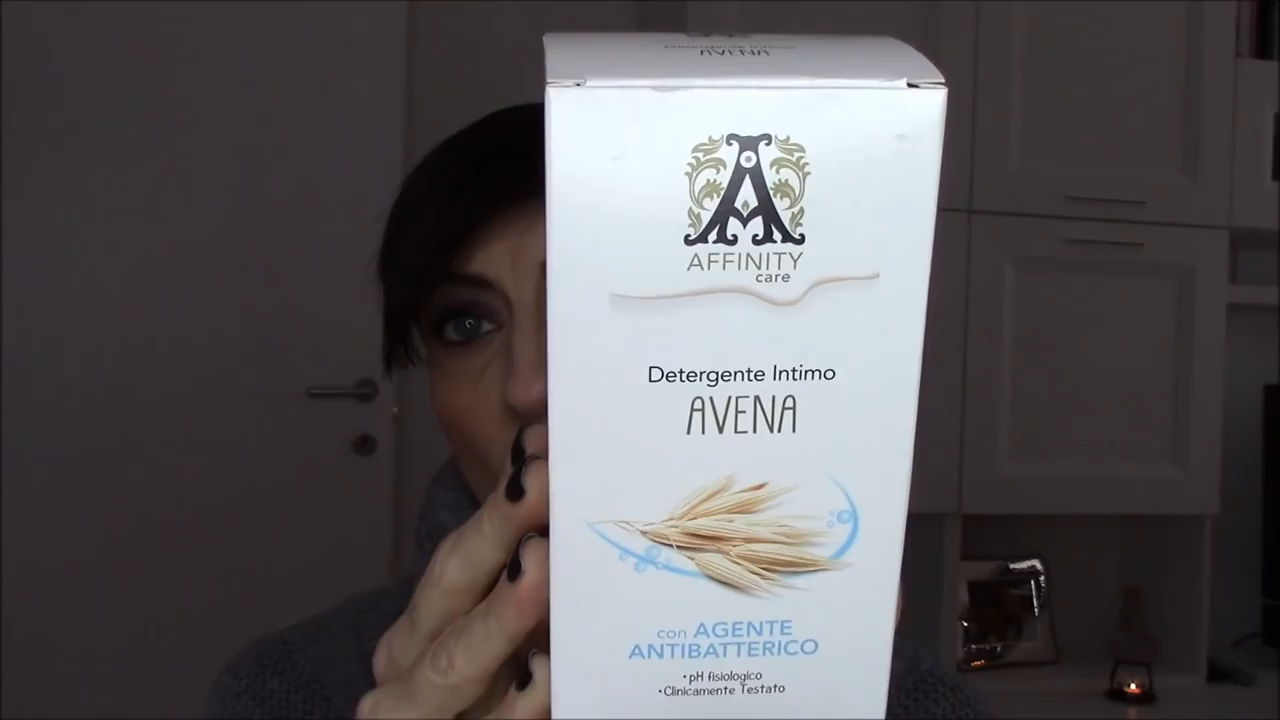 Detergente Intimo
AVENA
A
AFFINITY
care
Detergente Intimo
AVENA
con AGENTE
ANTIBATTERICO
•pH fisiologico
•Clinicamente Testato